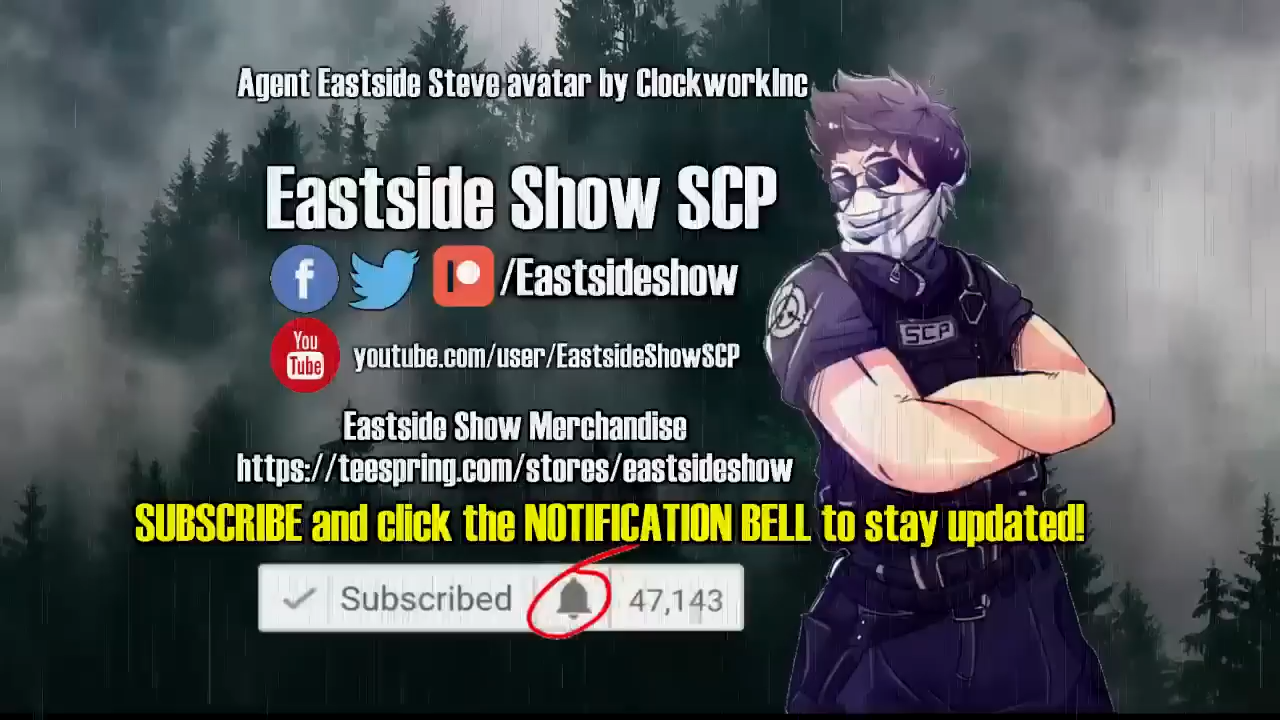 Agent Eastside Steve avatar by ClockworkInc
Eastside Show SCP
f /Eastsideshow
You Tube youtube.com/user/EastsideShowSCP
SCP
Eastside Show Merchandise
https://teespring.com/stores/eastsideshow
SUBSCRIBE and click the NOTIFICATION BELL to stay updated!
Subscribed 47,143